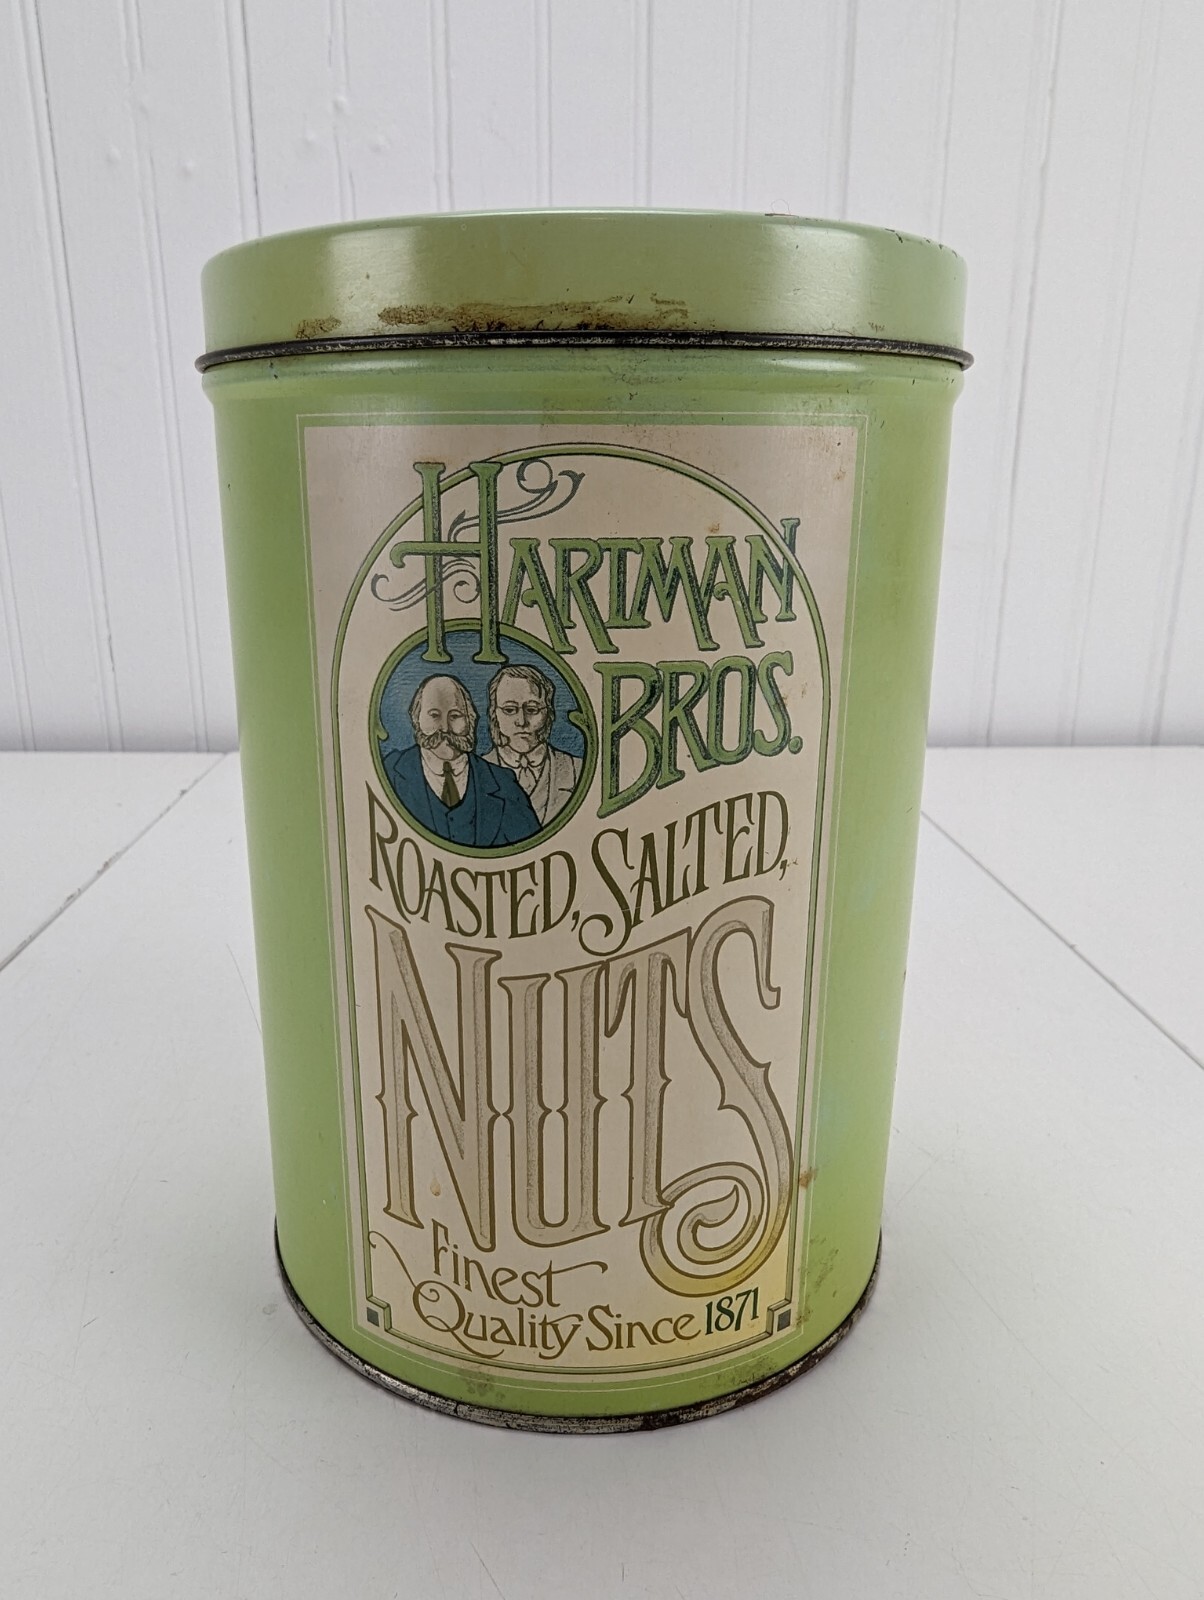 HARTMAN
BROS.
ROASTED, SALTED,
NUTS
Finest
Quality Since 1871